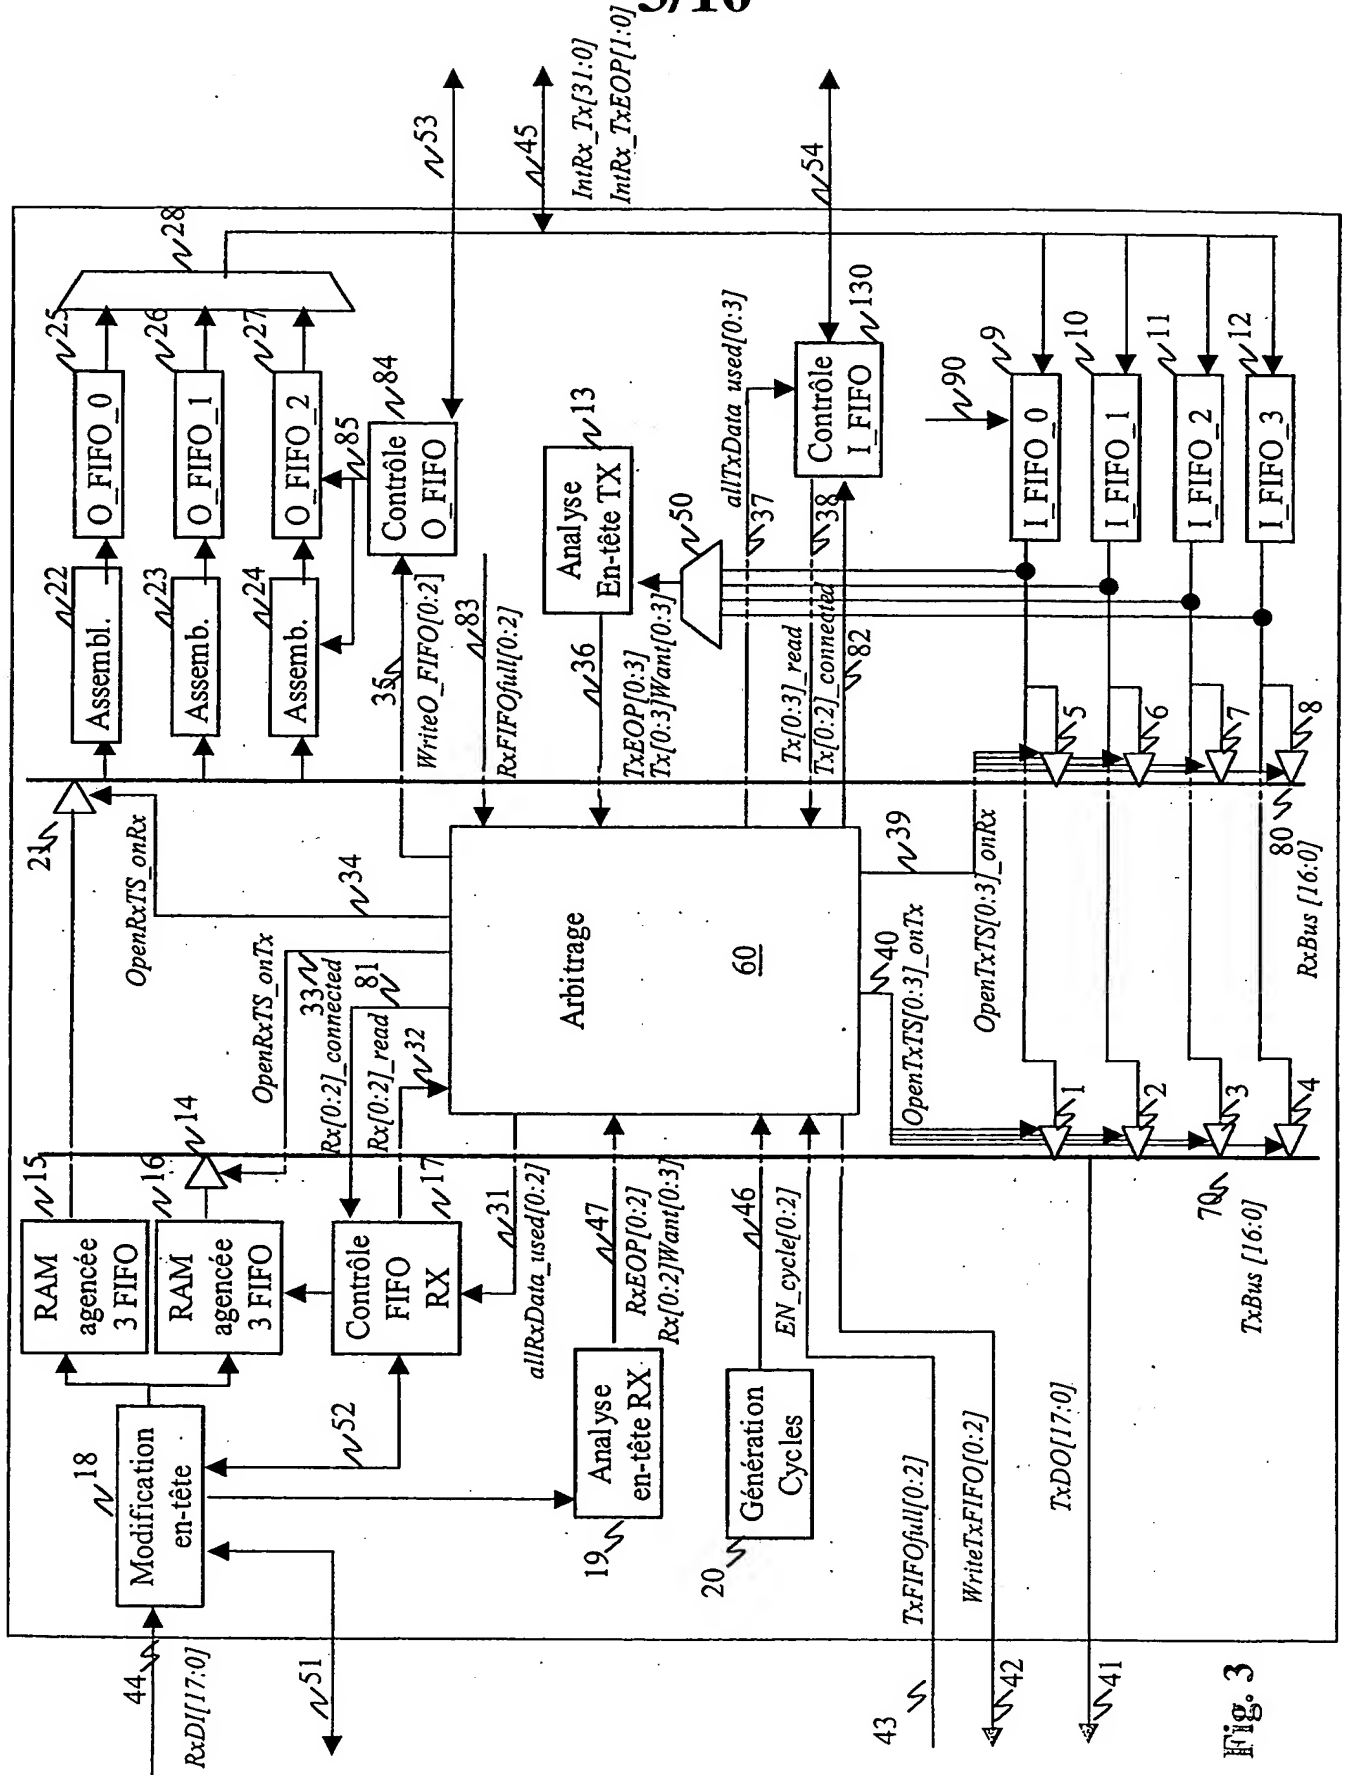 3/16
RxDI[17:0]
44
51
18
Modification
en-tête
52
15
RAM
agencée
3 FIFO
16
RAM
agencée
3 FIFO
14
Contrôle
FIFO
RX
17
31
allRxData_used[0:2]
19
Analyse
en-tête RX
47
RxEOP[0:2]
Rx[0:2]Want[0:3]
20
Génération
Cycles
46
EN_cycle[0:2]
43
TxFIFOfull[0:2]
42
WriteTxFIFO[0:2]
41
TxDO[17:0]
70
TxBus [16:0]
1
2
3
4
21
OpenRxTS_onRx
34
OpenRxTS_onTx
33
Rx[0:2]_connected
81
Rx[0:2]_read
32
Arbitrage
60
39
40
OpenTxTS[0:3]_onTx
OpenTxTS[0:3]_onRx
80
RxBus [16:0]
5
6
7
8
22
Assembl.
23
Assemb.
24
Assemb.
25
O_FIFO_0
26
O_FIFO_1
27
O_FIFO_2
28
35
WriteO_FIFO[0:2]
83
RxFIFOfull[0:2]
84
Contrôle
O_FIFO
85
36
TxEOP[0:3]
Tx[0:3]Want[0:3]
13
Analyse
En-tête TX
50
37
allTxData_used[0:3]
38
Tx[0:3]_read
Tx[0:2]_connected
82
Contrôle
I_FIFO
130
90
9
I_FIFO_0
10
I_FIFO_1
11
I_FIFO_2
12
I_FIFO_3
53
45
IntRx_Tx[31:0]
IntRx_TxEOP[1:0]
54
Fig. 3